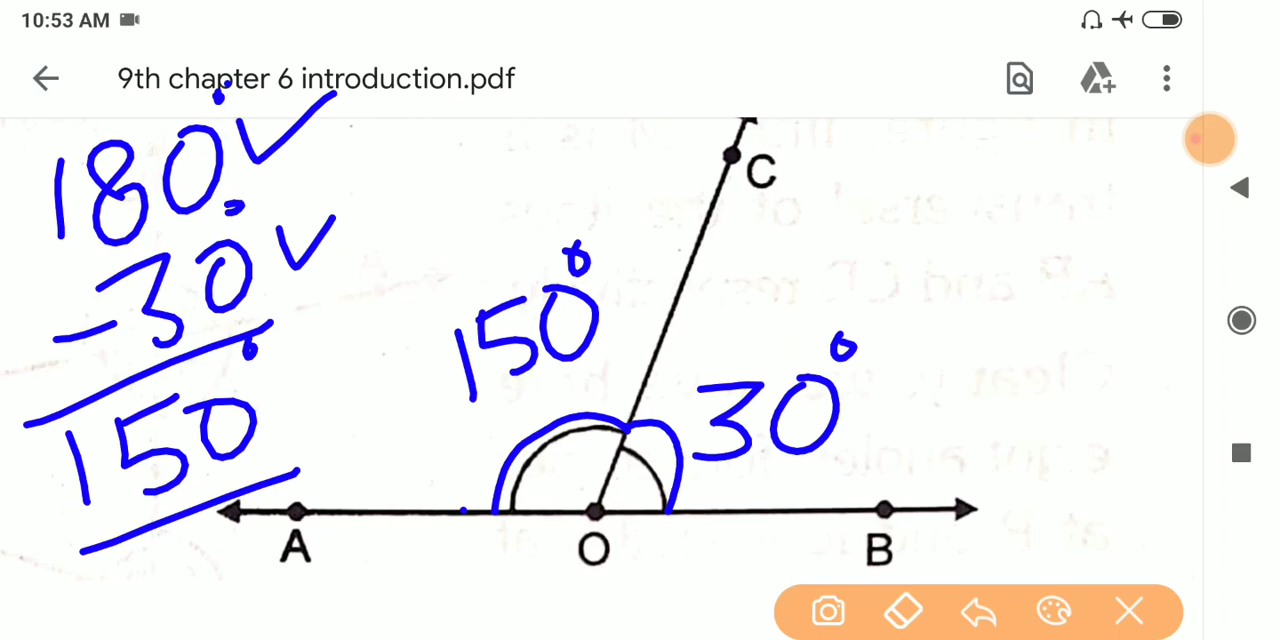 10:53 AM
9th chapter 6 introduction.pdf
180°
-30°
150°
150°
30°
C
A
O
B